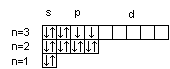 s p d
n=3 ↓↑ ↓↑ ↓ ↓
n=2 ↓↑ ↓↑ ↓↑ ↓↑
n=1 ↓↑